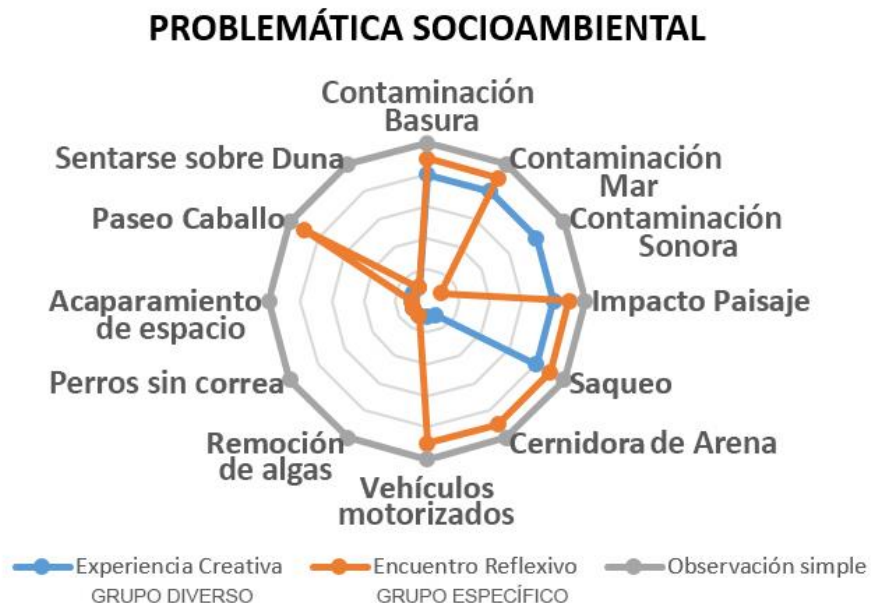 PROBLEMÁTICA SOCIOAMBIENTAL
Contaminación
Basura
Contaminación
Mar
Contaminación
Sonora
Impacto Paisaje
Saqueo
Cernidora de Arena
Vehículos
motorizados
Remoción
de algas
Perros sin correa
Acaparamiento
de espacio
Paseo Caballo
Sentarse sobre Duna
Experiencia Creativa
GRUPO DIVERSO
Encuentro Reflexivo
GRUPO ESPECÍFICO
Observación simple